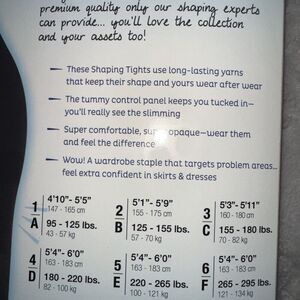 premium quality only our shaping experts
can provide... you'll love the collection
and your assets too!
These Shaping Tights use long-lasting yarns
that keep their shape and yours wear after wear
The tummy control panel keeps you tucked in—
you'll really see the slimming
Super comfortable, super opaque—wear them
and feel the difference
Wow! A wardrobe staple that targets problem areas...
feel extra confident in skirts & dresses
1
A
4'10"- 5'5"
147 - 165 cm
95 - 125 lbs.
43 - 57 kg
2
B
5'1"- 5'9"
155 - 175 cm
125 - 155 lbs.
57 - 70 kg
3
C
5'3"- 5'11"
160 - 180 cm
155 - 180 lbs.
70 - 82 kg
4
D
5'4"- 6'0"
163 - 183 cm
180 - 220 lbs.
82 - 100 kg
5
E
5'4"- 6'0"
163 - 183 cm
220 - 265 lbs.
100 - 121 kg
6
F
5'4"- 6'0"
163 - 183 cm
265 - 295 lbs.
121 - 134 kg